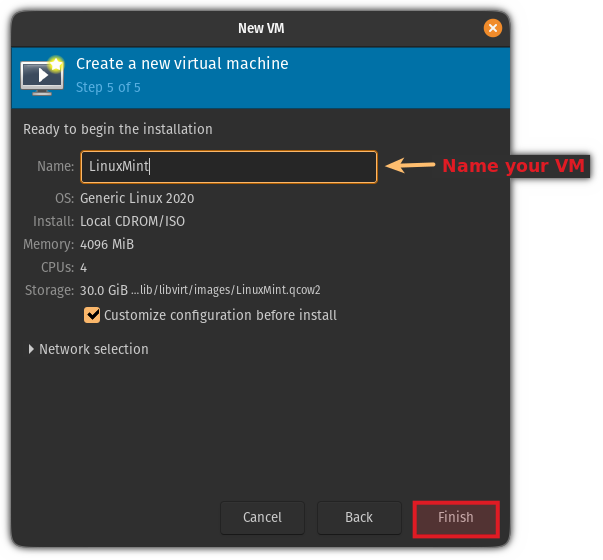 New VM
Create a new virtual machine
Step 5 of 5
Ready to begin the installation
Name: LinuxMint
Name your VM
OS: Generic Linux 2020
Install: Local CDROM/ISO
Memory: 4096 MiB
CPUs: 4
Storage: 30.0 GiB ...lib/libvirt/images/LinuxMint.qcow2
Customize configuration before install
Network selection
Cancel Back Finish